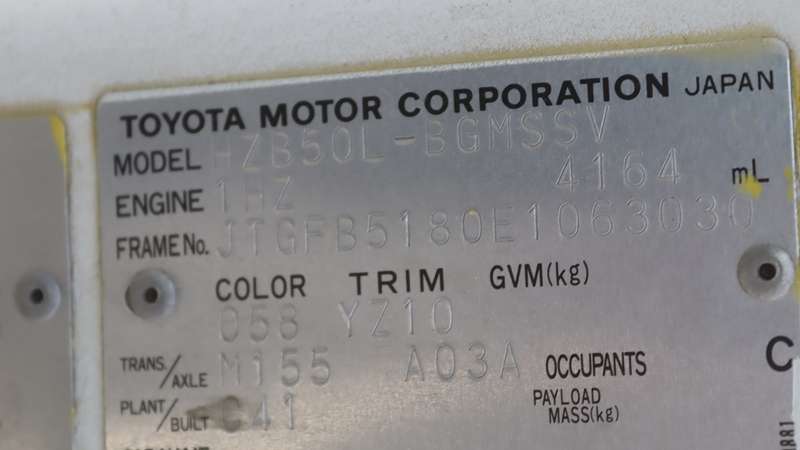 TOYOTA MOTOR CORPORATION JAPAN
MODEL HZB50L-BGMSSV
ENGINE 1HZ 4164 mL
FRAME No. JTGFB5180E1063030
COLOR TRIM GVM(kg)
058 YZ10
TRANS./AXLE M155 A03A OCCUPANTS
PLANT/BUILT C41 PAYLOAD MASS(kg)
C